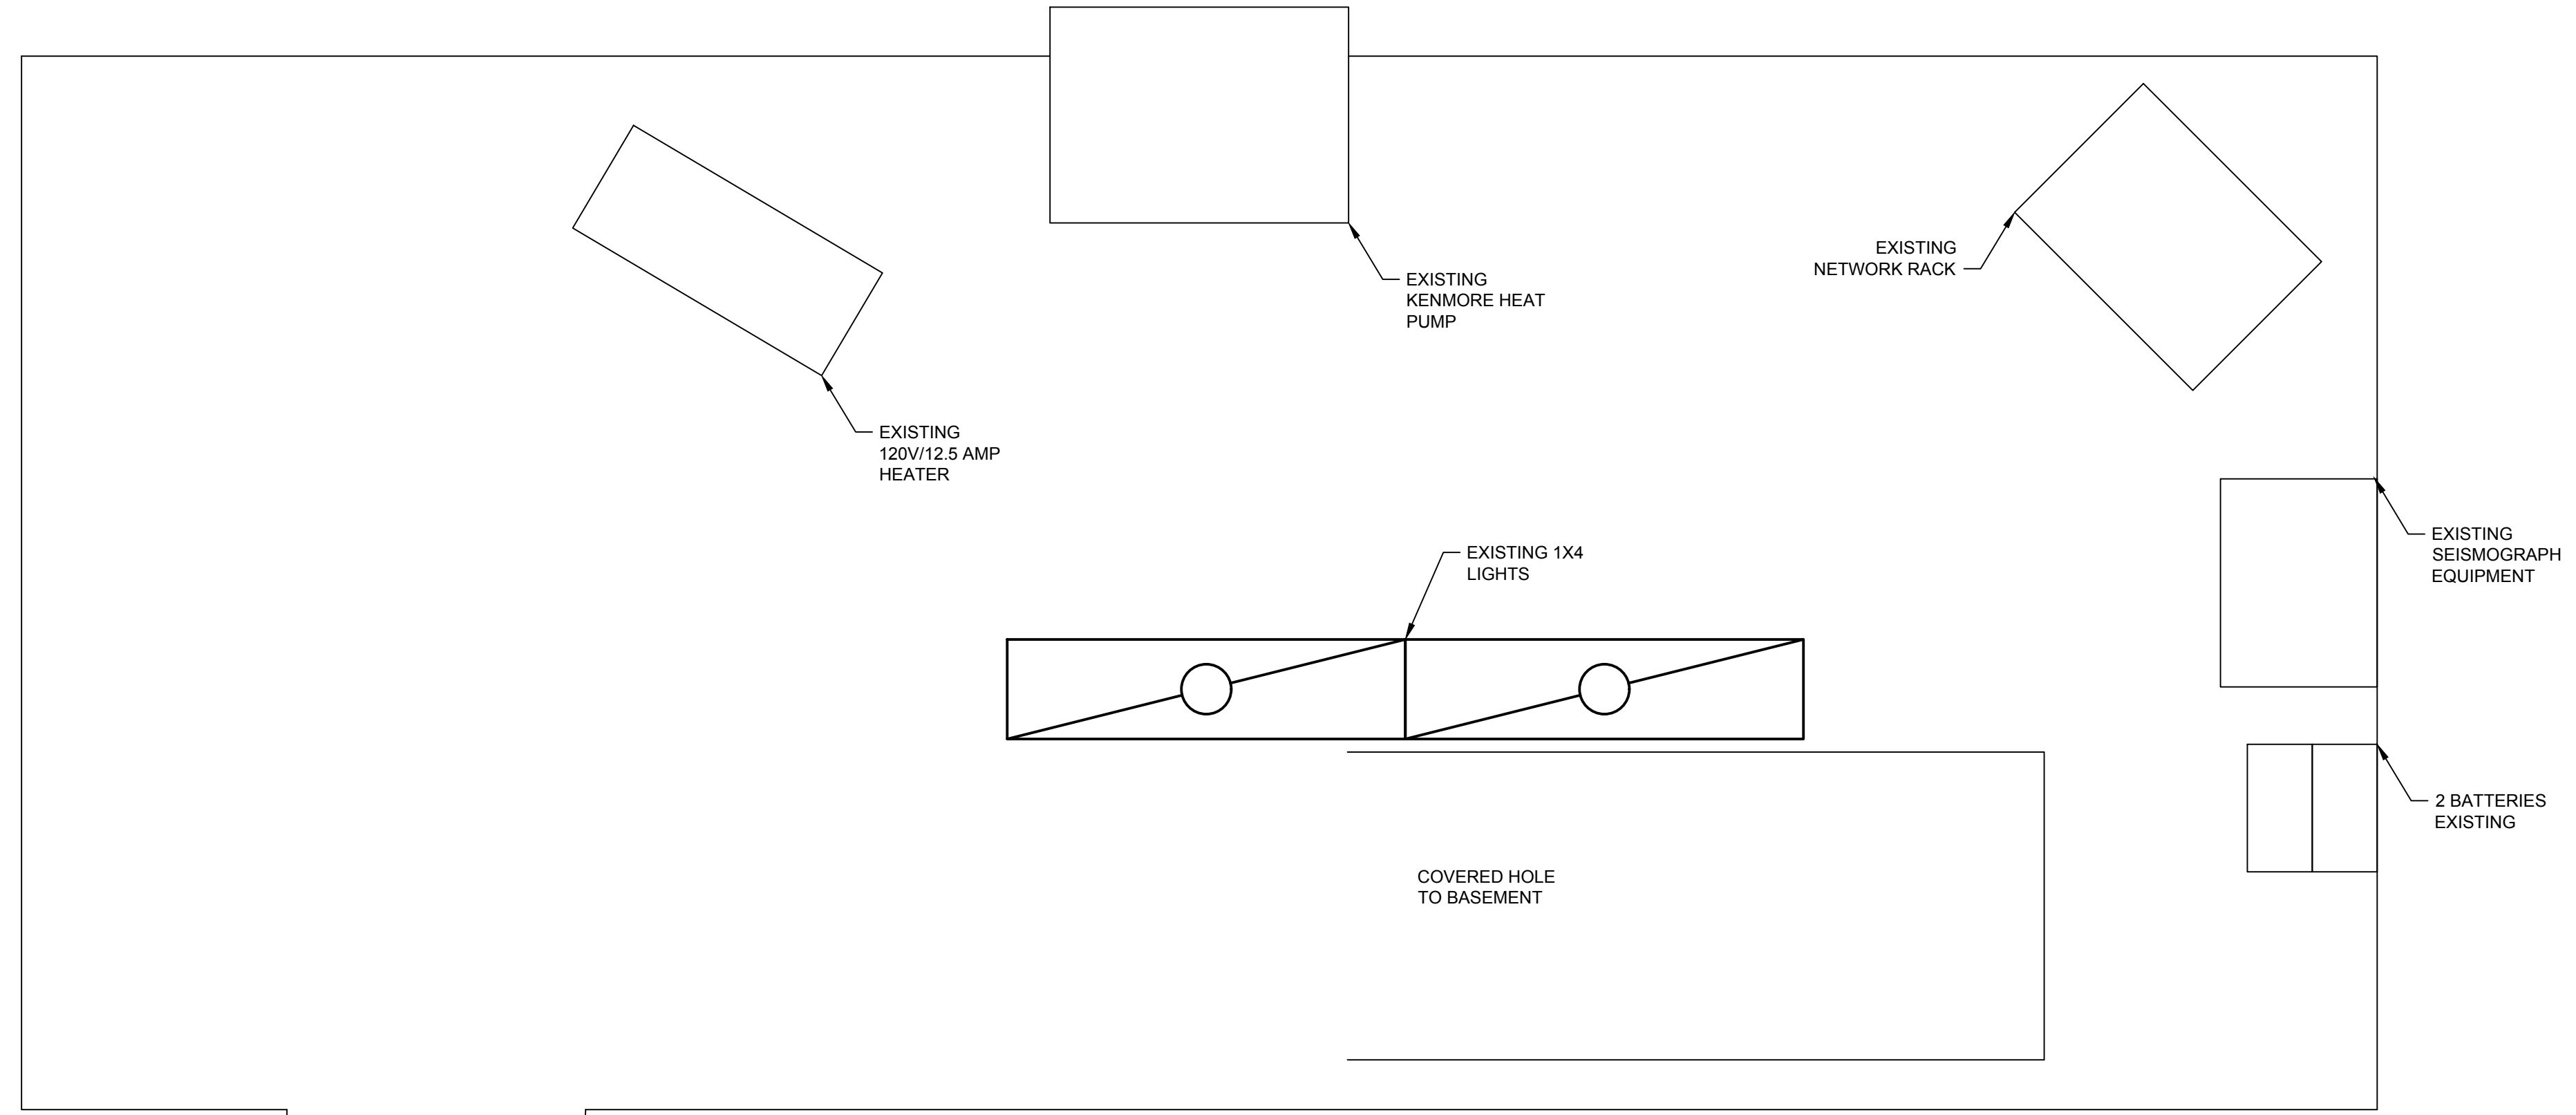 EXISTING
KENMORE HEAT
PUMP
EXISTING
NETWORK RACK
EXISTING
120V/12.5 AMP
HEATER
EXISTING 1X4
LIGHTS
EXISTING
SEISMOGRAPH
EQUIPMENT
2 BATTERIES
EXISTING
COVERED HOLE
TO BASEMENT